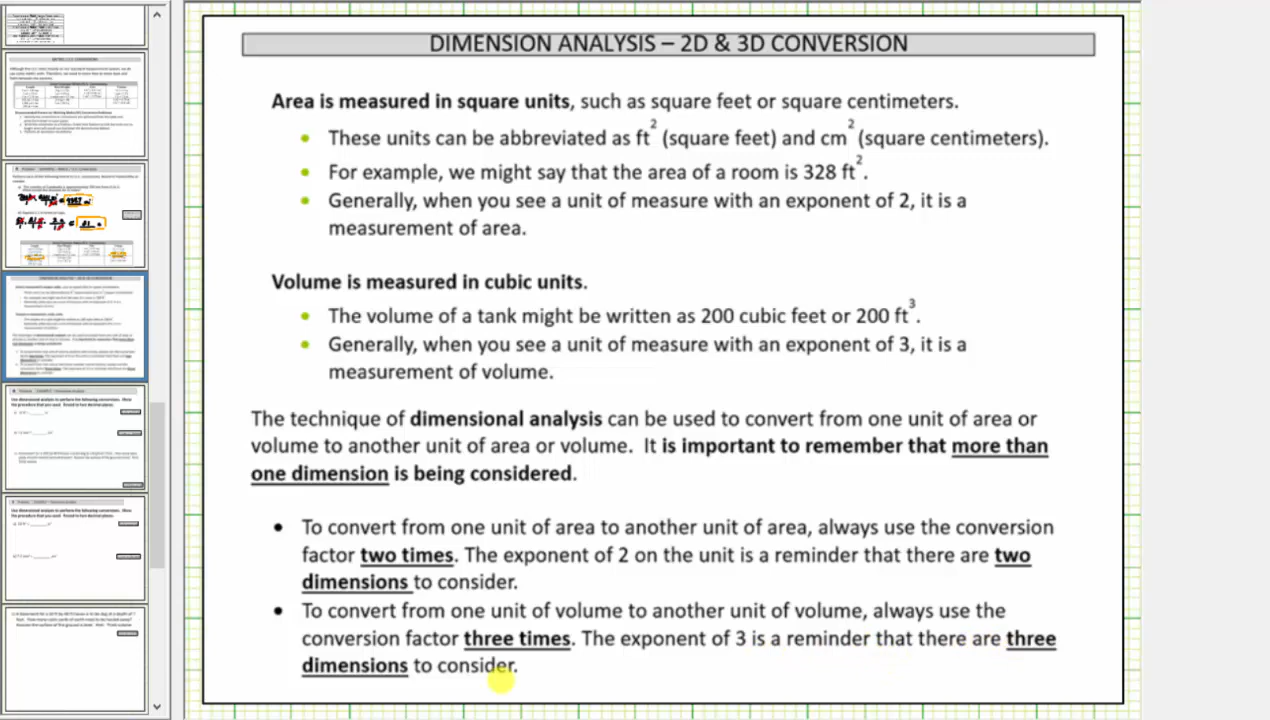 DIMENSION ANALYSIS – 2D & 3D CONVERSION
Area is measured in square units, such as square feet or square centimeters.
• These units can be abbreviated as ft² (square feet) and cm² (square centimeters).
• For example, we might say that the area of a room is 328 ft².
• Generally, when you see a unit of measure with an exponent of 2, it is a
measurement of area.
Volume is measured in cubic units.
• The volume of a tank might be written as 200 cubic feet or 200 ft³.
• Generally, when you see a unit of measure with an exponent of 3, it is a
measurement of volume.
The technique of dimensional analysis can be used to convert from one unit of area or
volume to another unit of area or volume. It is important to remember that more than
one dimension is being considered.
• To convert from one unit of area to another unit of area, always use the conversion
factor two times. The exponent of 2 on the unit is a reminder that there are two
dimensions to consider.
• To convert from one unit of volume to another unit of volume, always use the
conversion factor three times. The exponent of 3 is a reminder that there are three
dimensions to consider.